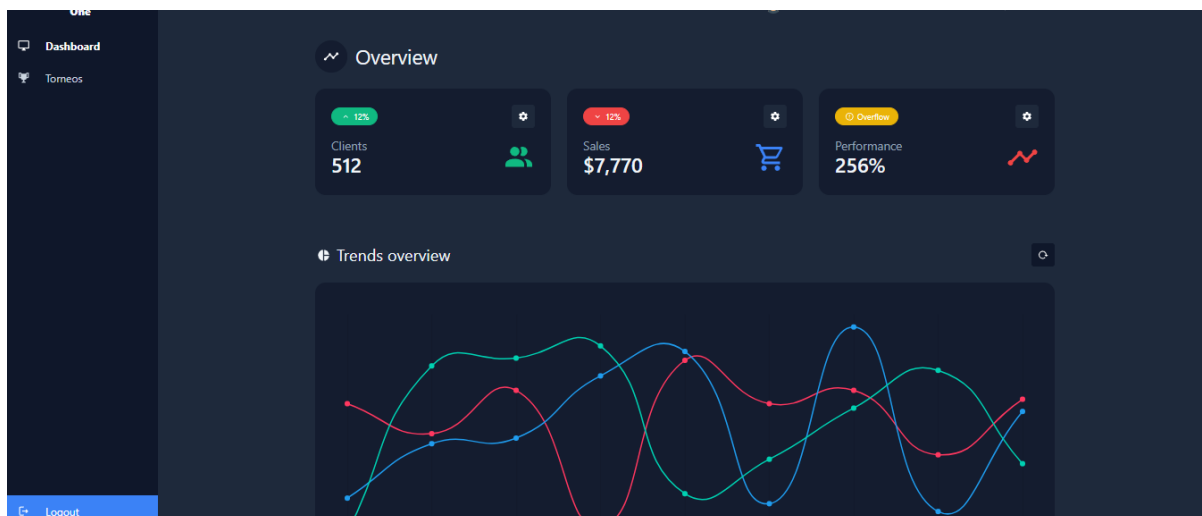 One
Dashboard
Torneos
Overview
12%
Clients
512
12%
Sales
$7,770
Overflow
Performance
256%
Trends overview
Logout